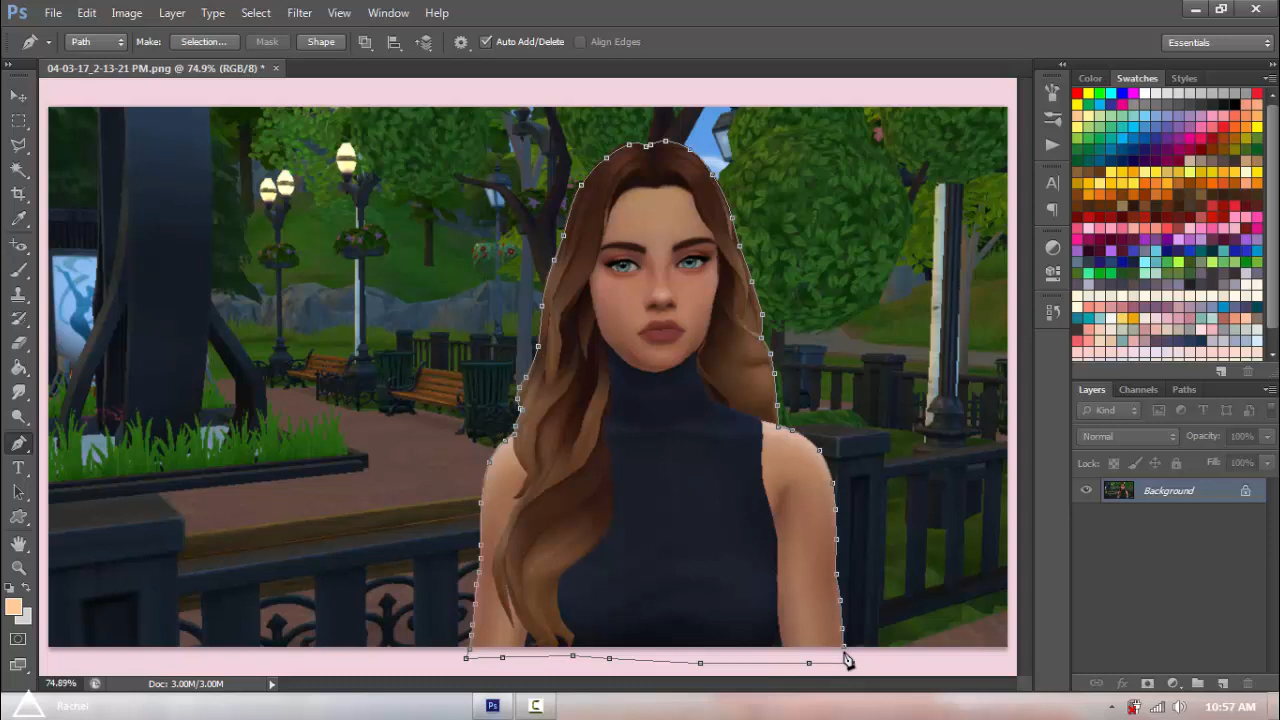 Ps File Edit Image Layer Type Select Filter View Window Help
Path Make: Selection... Mask Shape Auto Add/Delete Align Edges Essentials
04-03-17_2-13-21 PM.png @ 74.9% (RGB/8) * ×
Color Swatches Styles
Layers Channels Paths
Kind
Normal Opacity: 100%
Lock: Fill: 100%
Background
74.89% Doc: 3.00M/3.00M
Rachel Ps C 10:57 AM